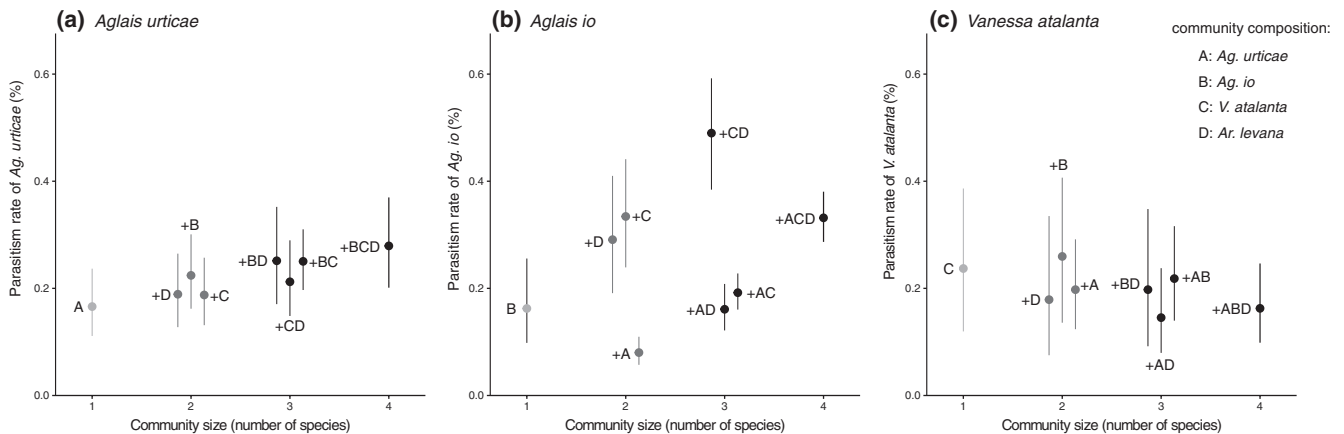 (a) Aglais urticae
Parasitism rate of Ag. urticae (%)
0.6
0.4
0.2
0.0
A
+D
+B
+C
+BD
+CD
+BC
+BCD
1 2 3 4
Community size (number of species)
(b) Aglais io
Parasitism rate of Ag. io (%)
0.6
0.4
0.2
0.0
B
+D
+C
+A
+CD
+AD
+AC
+ACD
1 2 3 4
Community size (number of species)
(c) Vanessa atalanta
Parasitism rate of V. atalanta (%)
0.6
0.4
0.2
0.0
C
+D
+B
+A
+BD
+AD
+AB
+ABD
1 2 3 4
Community size (number of species)
community composition:
A: Ag. urticae
B: Ag. io
C: V. atalanta
D: Ar. levana